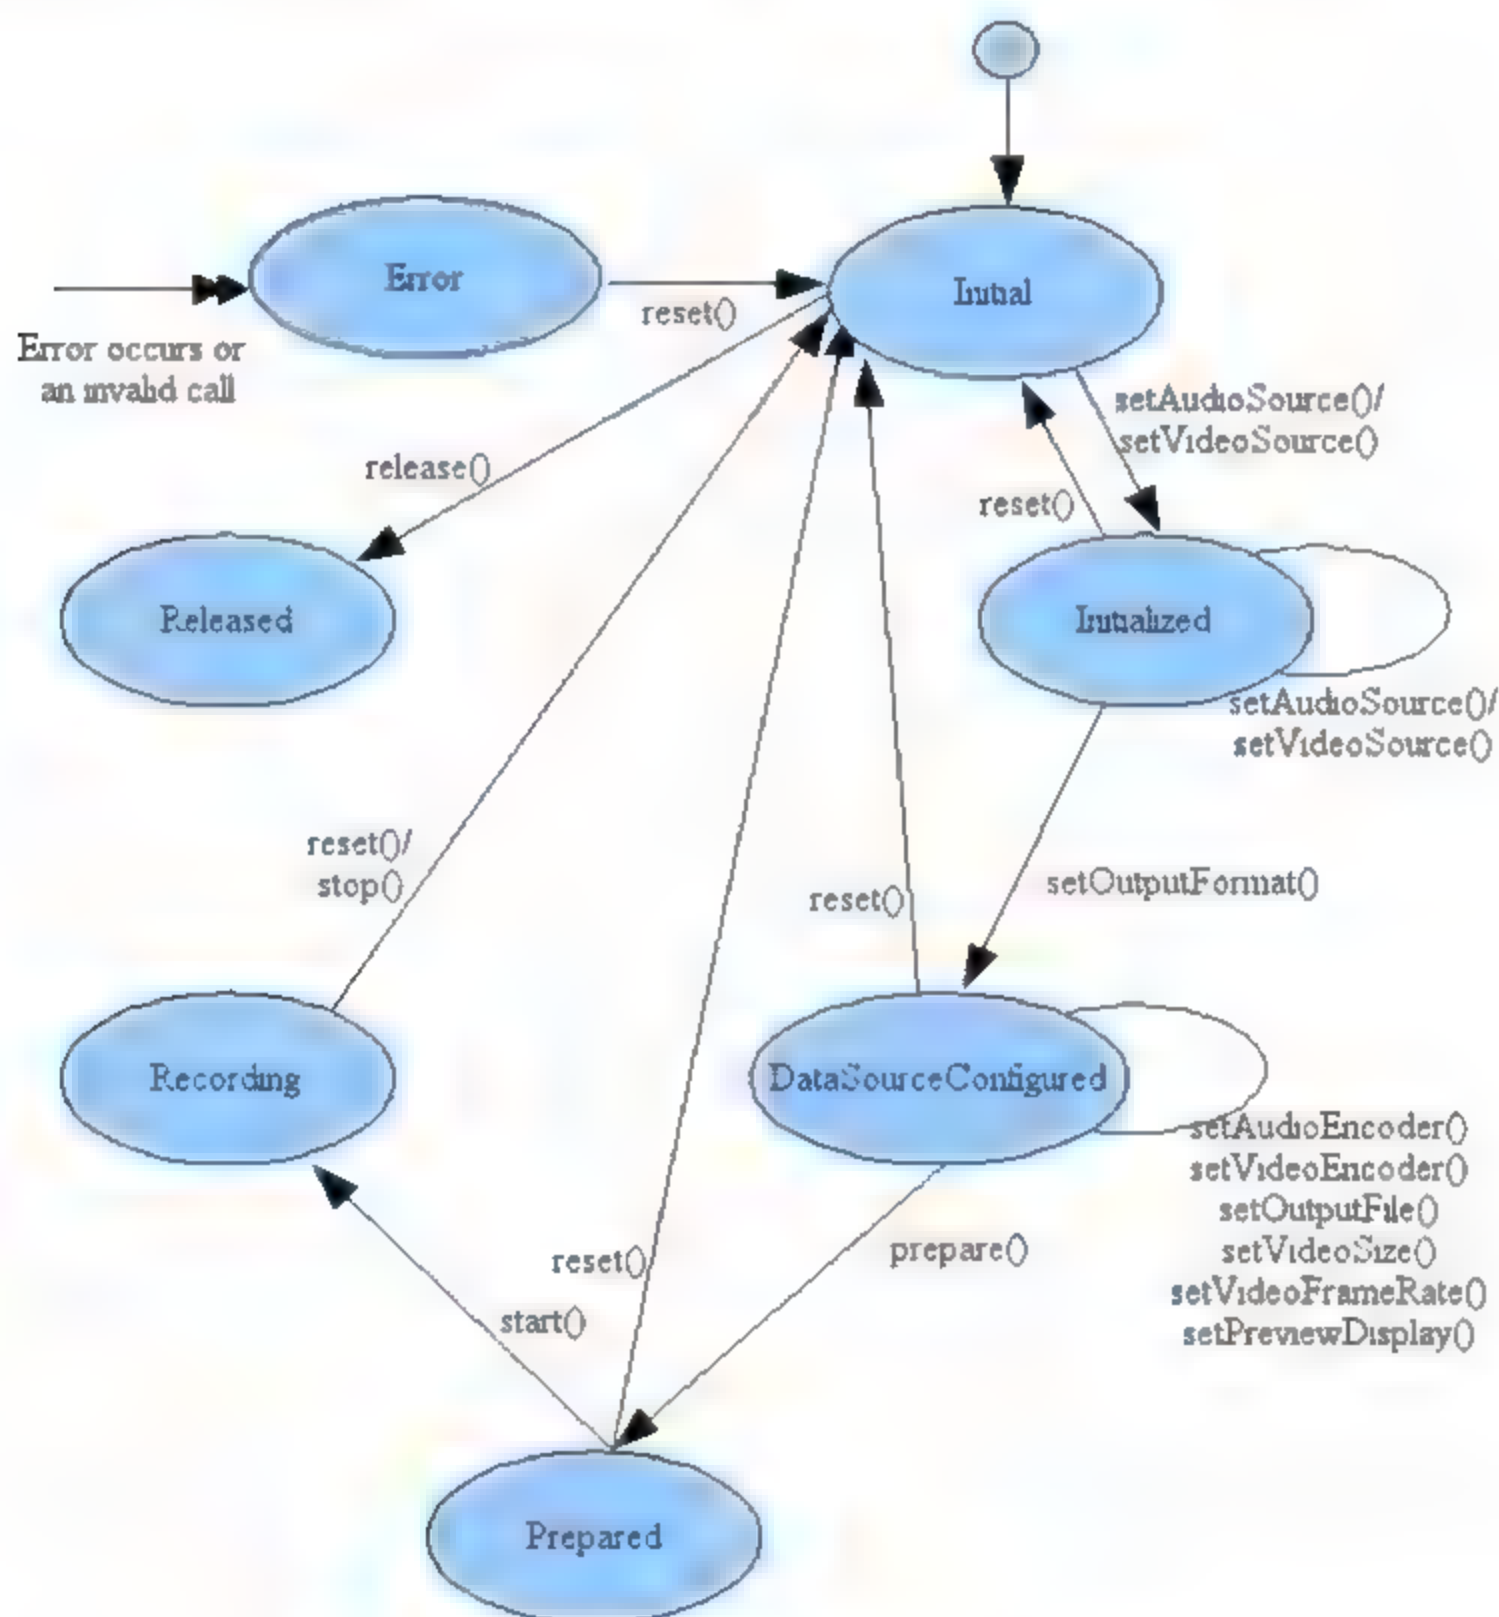 Error
Initial
reset()
Error occurs or
an invalid call
setAudioSource()/
setVideoSource()
release()
reset()
Released
Initialized
setAudioSource()/
setVideoSource()
reset()/
stop()
setOutputFormat()
reset()
Recording
DataSourceConfigured
setAudioEncoder()
setVideoEncoder()
setOutputFile()
setVideoSize()
setVideoFrameRate()
setPreviewDisplay()
prepare()
reset()
start()
Prepared